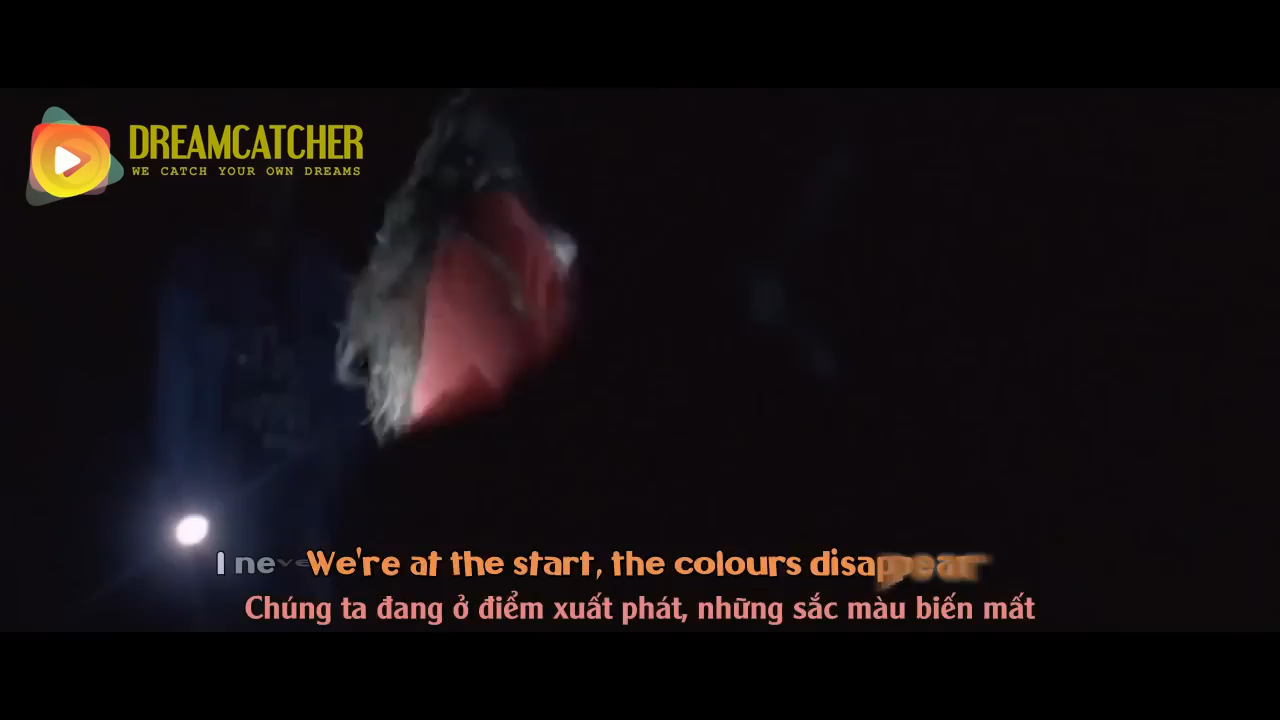 DREAMCATCHER
WE CATCH YOUR OWN DREAMS
I neve We're at the start, the colours disappear
Chúng ta đang ở điểm xuất phát, những sắc màu biến mất